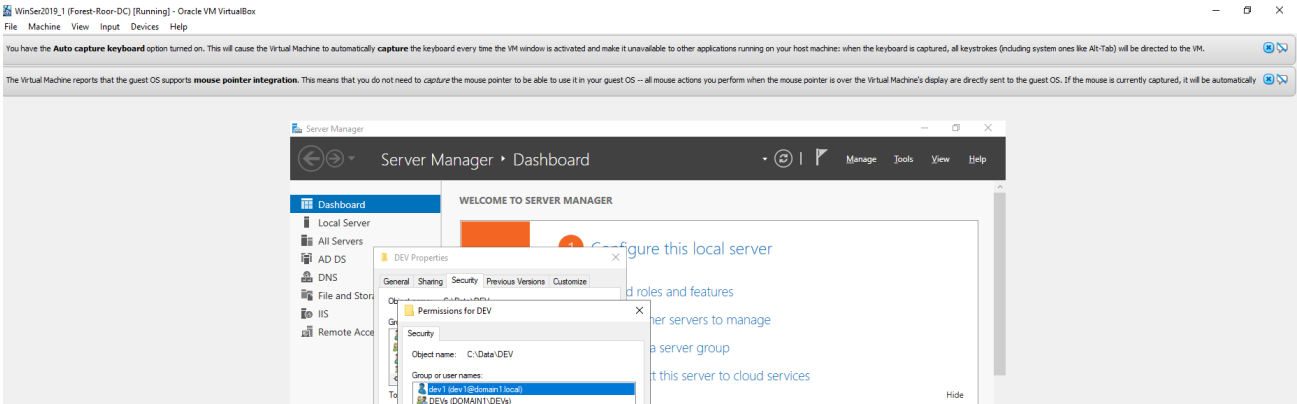 WinSer2019_1 (Forest-Roor-DC) [Running] - Oracle VM VirtualBox
File Machine View Input Devices Help
You have the Auto capture keyboard option turned on. This will cause the Virtual Machine to automatically capture the keyboard every time the VM window is activated and make it unavailable to other applications running on your host machine: when the keyboard is captured, all keystrokes (including system ones like Alt-Tab) will be directed to the VM.
The Virtual Machine reports that the guest OS supports mouse pointer integration. This means that you do not need to capture the mouse pointer to be able to use it in your guest OS -- all mouse actions you perform when the mouse pointer is over the Virtual Machine's display are directly sent to the guest OS. If the mouse is currently captured, it will be automatically
Server Manager
Server Manager • Dashboard
Manage Tools View Help
Dashboard
Local Server
All Servers
AD DS
DNS
File and Stora
IIS
Remote Acce
WELCOME TO SERVER MANAGER
1 Configure this local server
d roles and features
her servers to manage
a server group
ct this server to cloud services
Hide
DEV Properties
General Sharing Security Previous Versions Customize
Gr
To
Permissions for DEV
Security
Object name: C:\Data\DEV
Group or user names:
dev1 (dev1@domain1.local)
DEVs (DOMAIN1\DEVs)